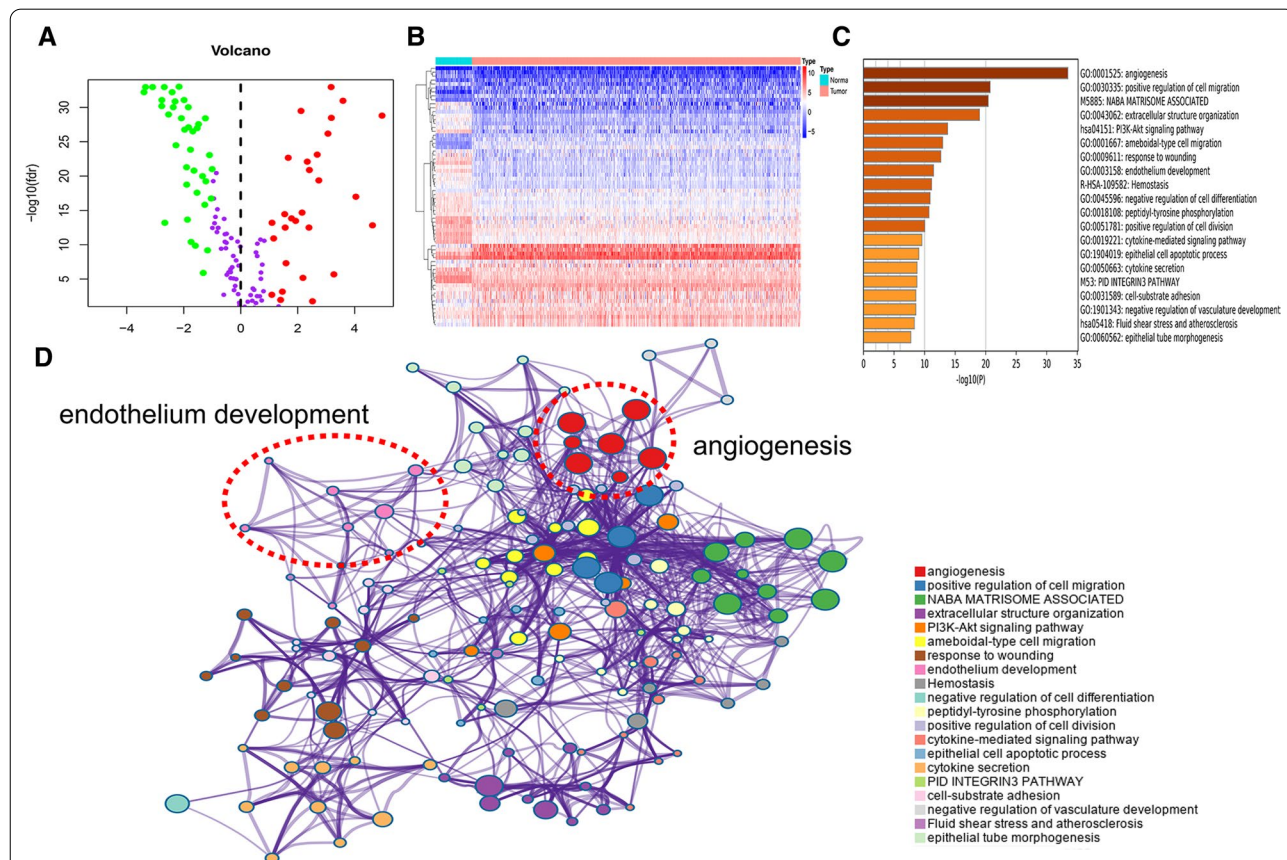 A
Volcano
-log10(fdr)
30
25
20
15
10
5
-4
-2
0
2
4
B
Type
10
5
0
-5
Type
Norma
Tumor
C
GO:0001525: angiogenesis
GO:0030335: positive regulation of cell migration
M5885: NABA MATRISOME ASSOCIATED
GO:0043062: extracellular structure organization
hsa04151: PI3K-Akt signaling pathway
GO:0001667: ameboidal-type cell migration
GO:0009611: response to wounding
GO:0003158: endothelium development
R-HSA-109582: Hemostasis
GO:0045596: negative regulation of cell differentiation
GO:0018108: peptidyl-tyrosine phosphorylation
GO:0051781: positive regulation of cell division
GO:0019221: cytokine-mediated signaling pathway
GO:1904019: epithelial cell apoptotic process
GO:0050663: cytokine secretion
M53: PID INTEGRIN3 PATHWAY
GO:0031589: cell-substrate adhesion
GO:1901343: negative regulation of vasculature development
hsa05418: Fluid shear stress and atherosclerosis
GO:0060562: epithelial tube morphogenesis
0 5 10 15 20 25 30 35
-log10(P)
D
endothelium development
angiogenesis
angiogenesis
positive regulation of cell migration
NABA MATRISOME ASSOCIATED
extracellular structure organization
PI3K-Akt signaling pathway
ameboidal-type cell migration
response to wounding
endothelium development
Hemostasis
negative regulation of cell differentiation
peptidyl-tyrosine phosphorylation
positive regulation of cell division
cytokine-mediated signaling pathway
epithelial cell apoptotic process
cytokine secretion
PID INTEGRIN3 PATHWAY
cell-substrate adhesion
negative regulation of vasculature development
Fluid shear stress and atherosclerosis
epithelial tube morphogenesis